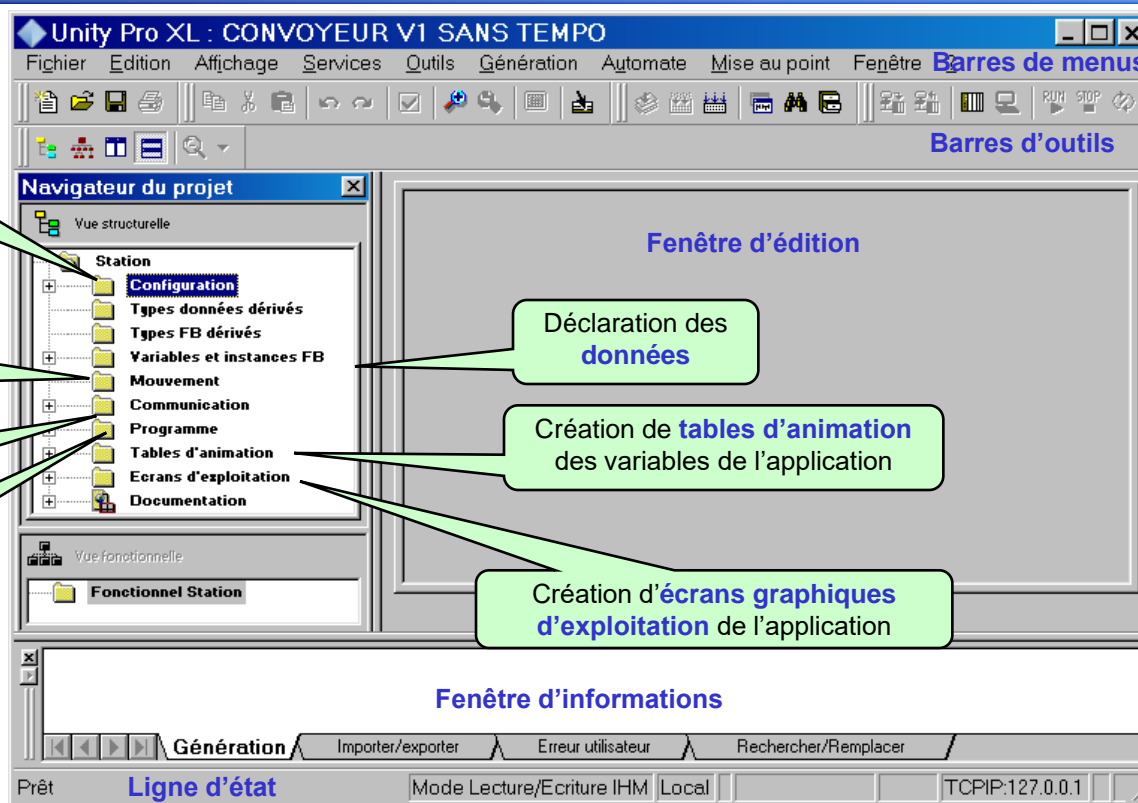 Unity Pro XL : CONVOYEUR V1 SANS TEMPO
Fichier Edition Affichage Services Outils Génération Automate Mise au point Fenêtre Barres de menus
RUN STOP
Barres d'outils
Navigateur du projet
Vue structurelle
Station
Configuration
Types données dérivés
Types FB dérivés
Variables et instances FB
Mouvement
Communication
Programme
Tables d'animation
Ecrans d'exploitation
Documentation
Vue fonctionnelle
Fonctionnel Station
Fenêtre d'édition
Déclaration des
données
Création de tables d'animation
des variables de l'application
Création d'écrans graphiques
d'exploitation de l'application
Fenêtre d'informations
Génération Importer/exporter Erreur utilisateur Rechercher/Remplacer
Prêt Ligne d'état Mode Lecture/Ecriture IHM Local TCPIP:127.0.0.1